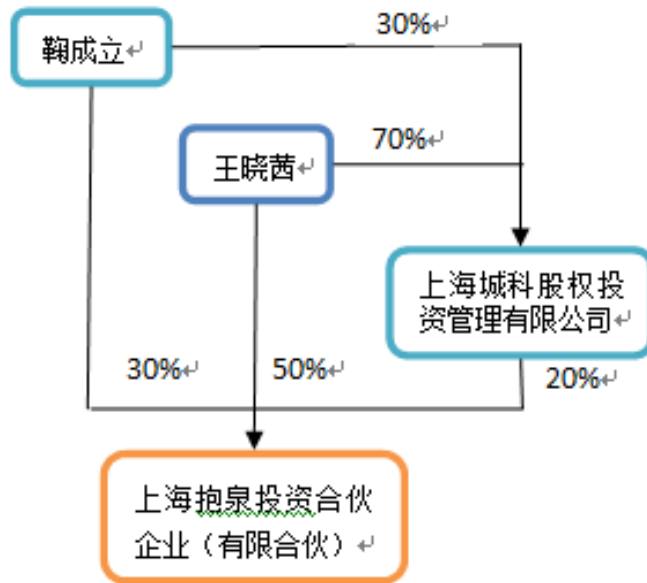 30%
鞠成立
70%
王晓茜
上海城科股权投
资管理有限公司
30%
50%
20%
上海抱泉投资合伙
企业（有限合伙）